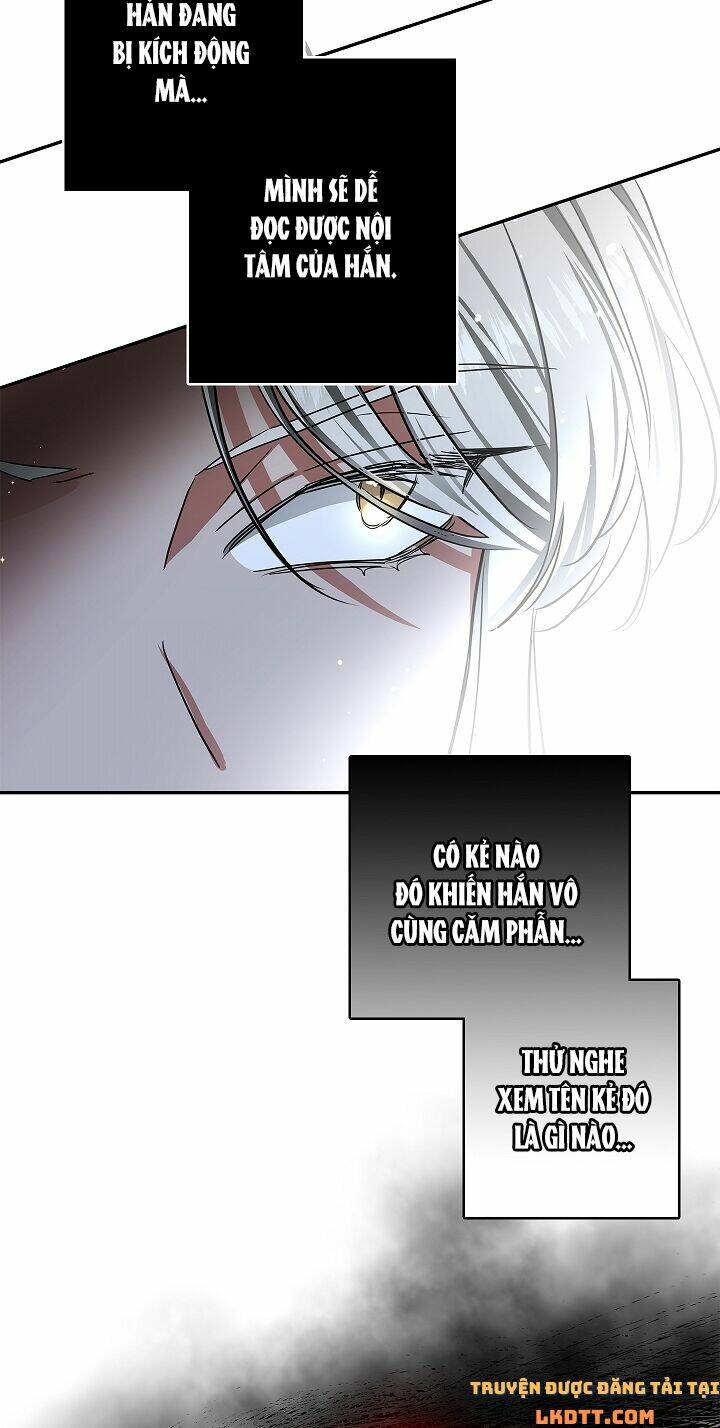 HẮN ĐANG
BỊ KÍCH ĐỘNG
MÀ...
MÌNH SẼ DỄ
ĐỌC ĐƯỢC NỘI
TÂM CỦA HẮN.
CÓ KẺ NÀO
ĐÓ KHIẾN HẮN VÔ
CÙNG CĂM PHẪN...
THỬ NGHE
XEM TÊN KẺ ĐÓ
LÀ GÌ NÀO...
TRUYỆN ĐƯỢC ĐĂNG TẢI TẠI
LKDTT.COM